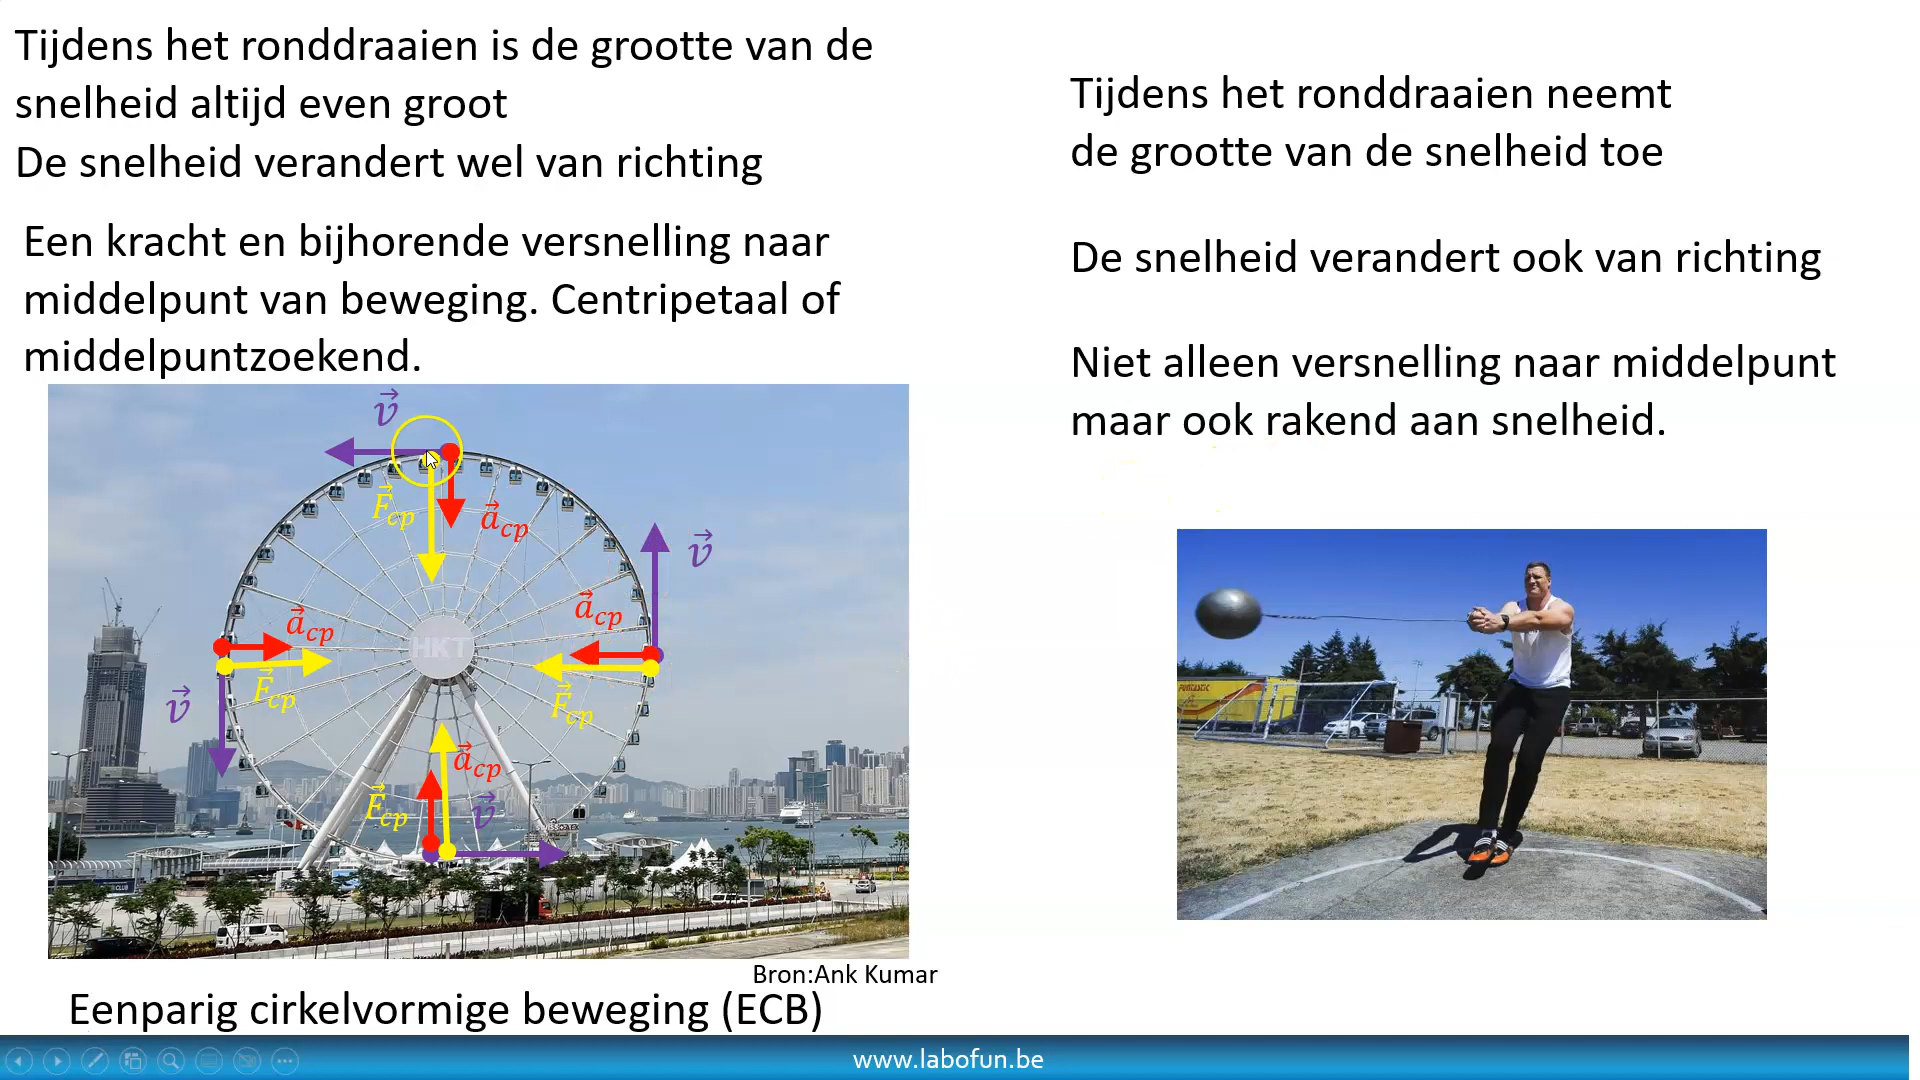 Tijdens het ronddraaien is de grootte van de
snelheid altijd even groot
De snelheid verandert wel van richting
Een kracht en bijhorende versnelling naar
middelpunt van beweging. Centripetaal of
middelpuntzoekend.
v⃗
F⃗cp
a⃗cp
v⃗
a⃗cp
a⃗cp
HKT
F⃗cp
v⃗
F⃗cp
a⃗cp
F⃗cp
v⃗
Bron:Ank Kumar
Eenparig cirkelvormige beweging (ECB)
Tijdens het ronddraaien neemt
de grootte van de snelheid toe
De snelheid verandert ook van richting
Niet alleen versnelling naar middelpunt
maar ook rakend aan snelheid.
FUNTASTIC
www.labofun.be